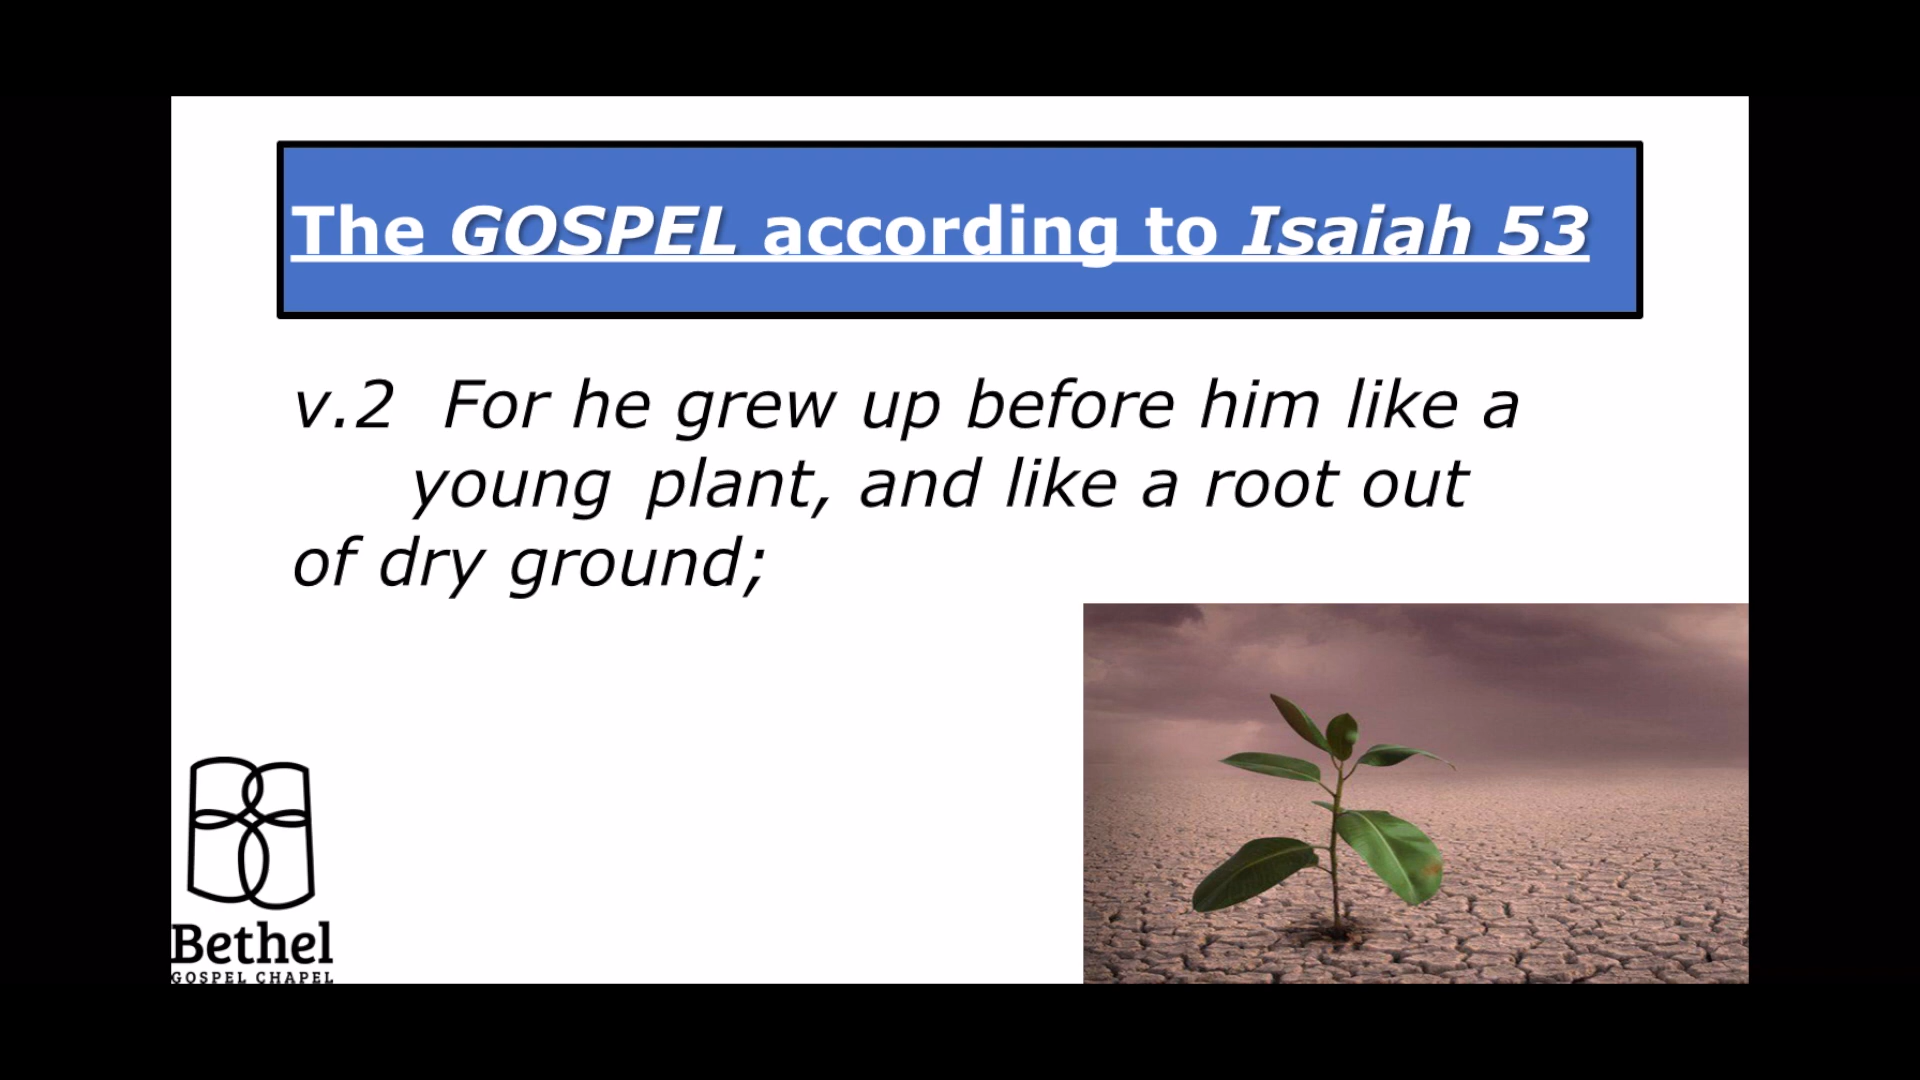 The GOSPEL according to Isaiah 53
v.2 For he grew up before him like a
young plant, and like a root out
of dry ground;
Bethel
GOSPEL CHAPEL